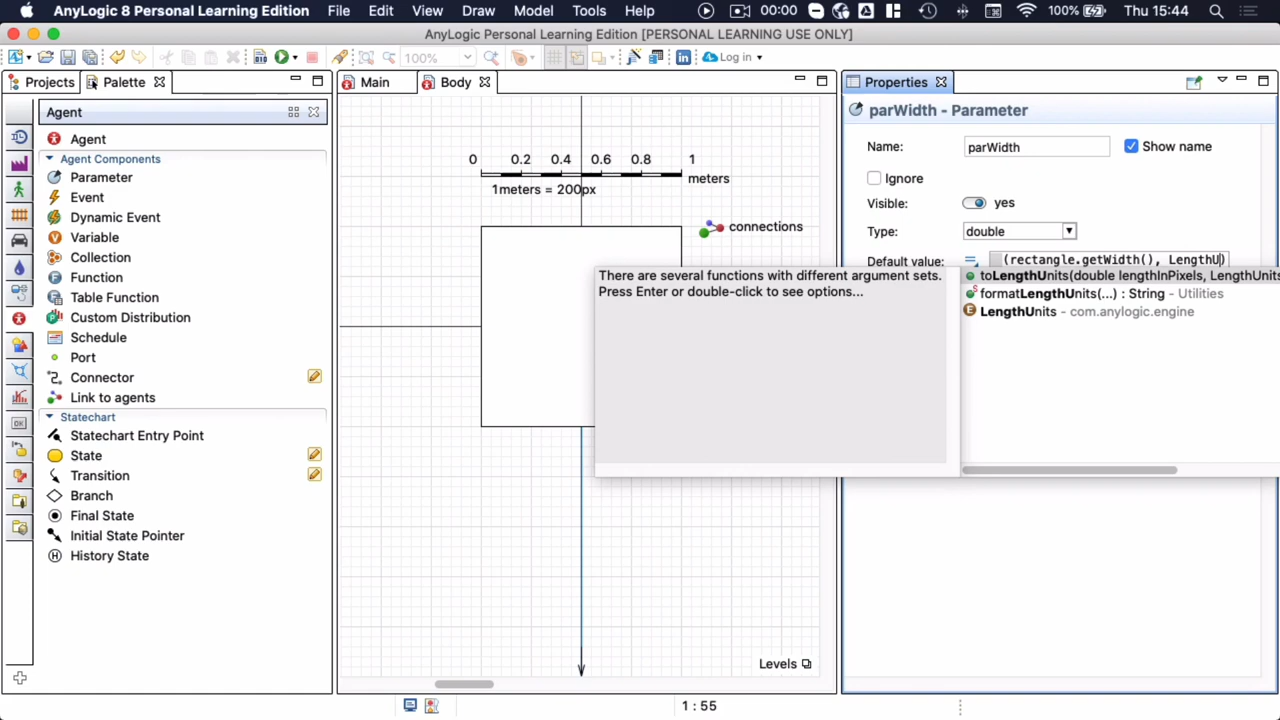 AnyLogic 8 Personal Learning Edition File Edit View Draw Model Tools Help 00:00 100% Thu 15:44
AnyLogic Personal Learning Edition [PERSONAL LEARNING USE ONLY]
100% Log in
Projects Palette
Agent
Agent
Agent Components
Parameter
Event
Dynamic Event
Variable
Collection
Function
Table Function
Custom Distribution
Schedule
Port
Connector
Link to agents
Statechart
Statechart Entry Point
State
Transition
Branch
Final State
Initial State Pointer
History State
Main Body
0 0.2 0.4 0.6 0.8 1
meters
1meters = 200px
connections
Levels
Properties
parWidth - Parameter
Name: parWidth Show name
Ignore
Visible: yes
Type: double
Default value: (rectangle.getWidth(), LengthU)
There are several functions with different argument sets.
Press Enter or double-click to see options...
toLengthUnits(double lengthInPixels, LengthUnits
formatLengthUnits(...) : String - Utilities
LengthUnits - com.anylogic.engine
1 : 55